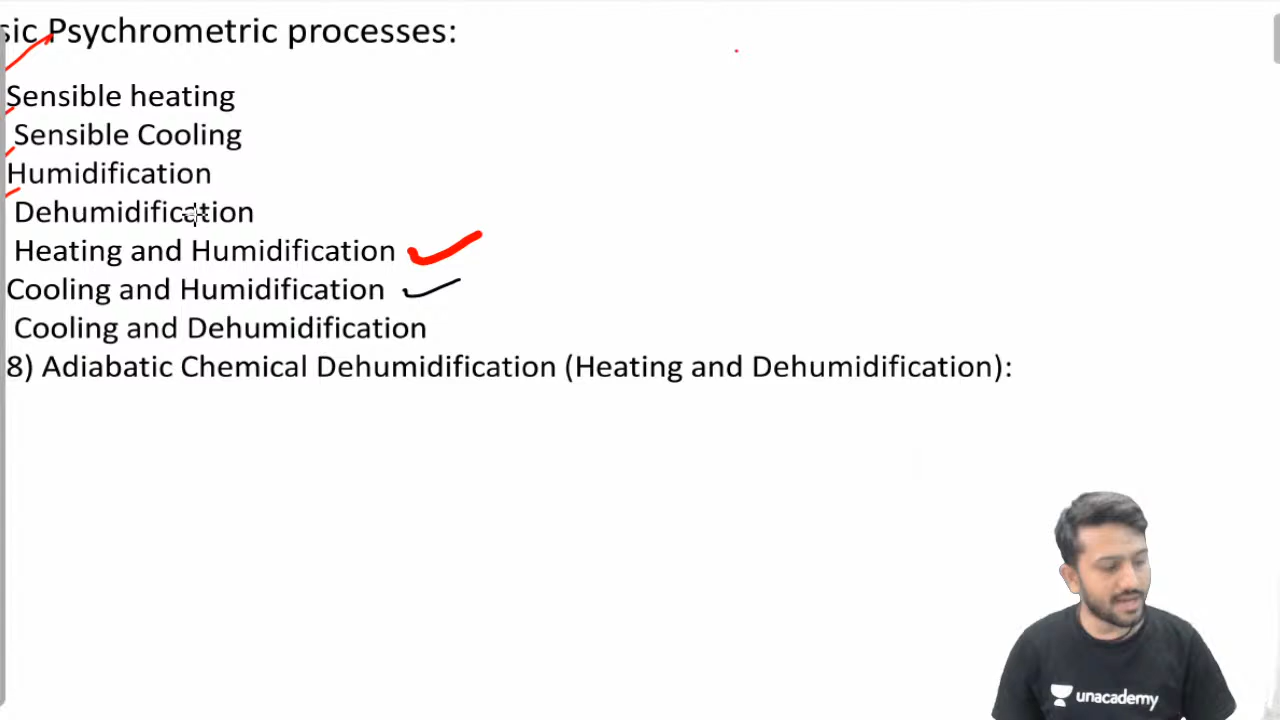 sic Psychrometric processes:
Sensible heating
Sensible Cooling
Humidification
Dehumidification
Heating and Humidification
Cooling and Humidification
Cooling and Dehumidification
8) Adiabatic Chemical Dehumidification (Heating and Dehumidification):
unacademy